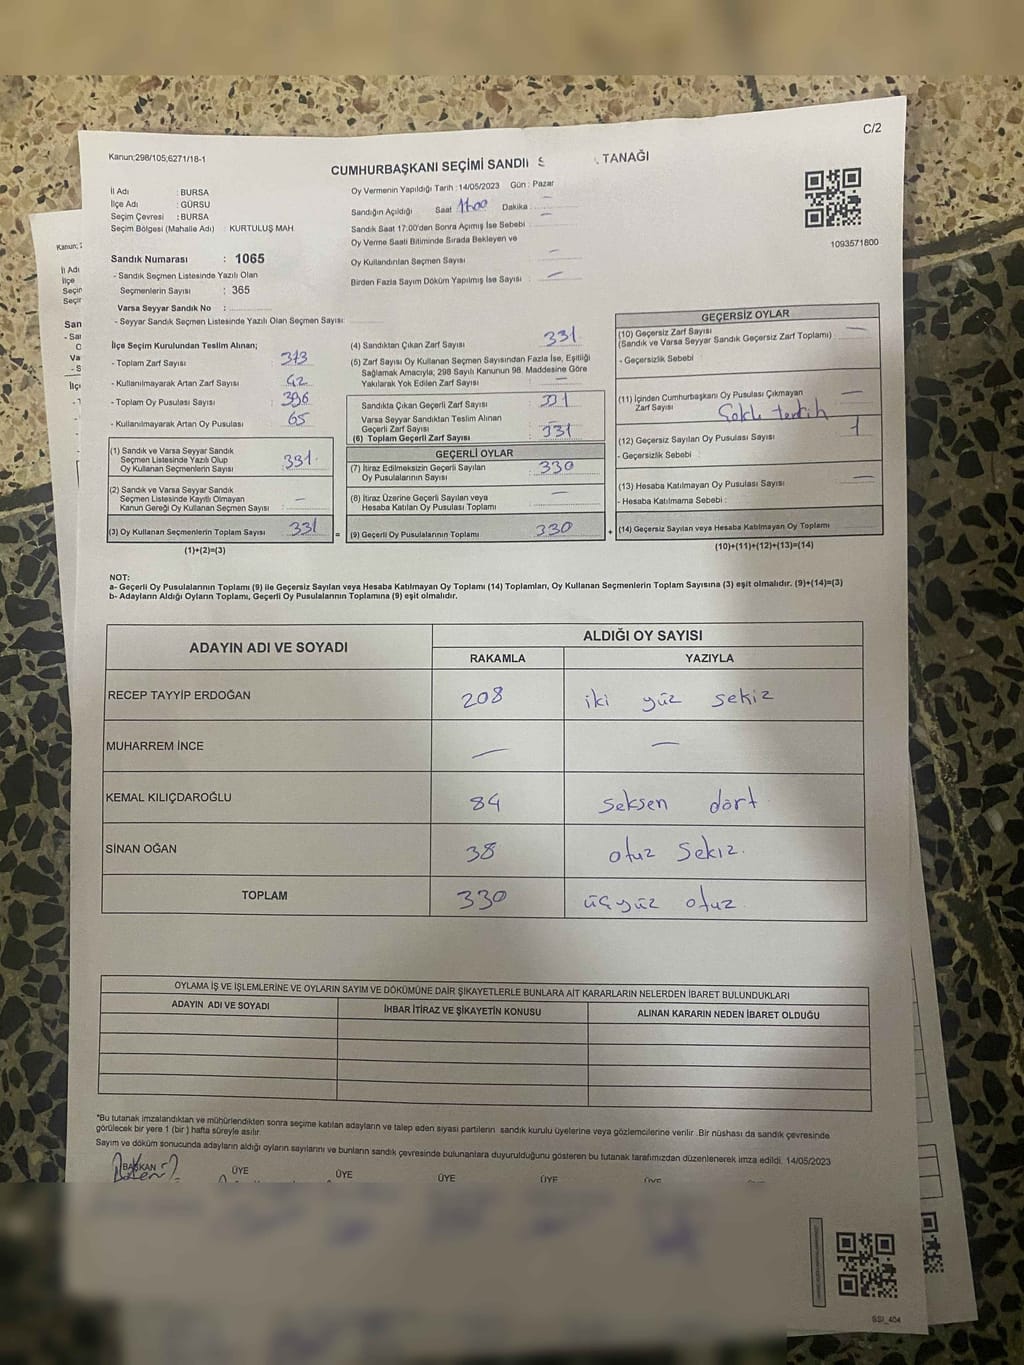 C/2
Kanun;298/105;6271/18-1
CUMHURBAŞKANI SEÇİMİ SANDI S TANAĞI
İl Adı : BURSA
İlçe Adı : GÜRSU
Seçim Çevresi : BURSA
Seçim Bölgesi (Mahalle Adı) : KURTULUŞ MAH
Sandık Numarası : 1065
- Sandık Seçmen Listesinde Yazılı Olan
Seçmenlerin Sayısı : 365
Varsa Seyyar Sandık No :
- Seyyar Sandık Seçmen Listesinde Yazılı Olan Seçmen Sayısı:
Oy Vermenin Yapıldığı Tarih : 14/05/2023 Gün : Pazar
Sandığın Açıldığı Saat Dakika : —
Sandık Saat 17:00'den Sonra Açımış İse Sebebi : —
Oy Verme Saati Bitiminde Sırada Bekleyen ve
Oy Kullandırılan Seçmen Sayısı : —
Birden Fazla Sayım Döküm Yapılmış İse Sayısı : —
1093571800
İlçe Seçim Kurulundan Teslim Alınan;
- Toplam Zarf Sayısı : 373
- Kullanılmayarak Artan Zarf Sayısı : 42
- Toplam Oy Pusulası Sayısı : 396
- Kullanılmayarak Artan Oy Pusulası : 65
(1) Sandık ve Varsa Seyyar Sandık
Seçmen Listesinde Yazılı Olup
Oy Kullanan Seçmenlerin Sayısı : 331
(2) Sandık ve Varsa Seyyar Sandık
Seçmen Listesinde Kayıtlı Olmayan
Kanun Gereği Oy Kullanan Seçmen Sayısı : —
(3) Oy Kullanan Seçmenlerin Toplam Sayısı : 331
(1)+(2)=(3)
=
(4) Sandıktan Çıkan Zarf Sayısı : 331
(5) Zarf Sayısı Oy Kullanan Seçmen Sayısından Fazla İse, Eşitliği
Sağlamak Amacıyla; 298 Sayılı Kanunun 98. Maddesine Göre
Yakılarak Yok Edilen Zarf Sayısı : —
Sandıkta Çıkan Geçerli Zarf Sayısı : 331
Varsa Seyyar Sandıktan Teslim Alınan
Geçerli Zarf Sayısı :
(6) Toplam Geçerli Zarf Sayısı : 331
GEÇERLİ OYLAR
(7) İtiraz Edilmeksizin Geçerli Sayılan
Oy Pusulalarının Sayısı : 330
(8) İtiraz Üzerine Geçerli Sayılan veya
Hesaba Katılan Oy Pusulası Toplamı : —
(9) Geçerli Oy Pusulalarının Toplamı : 330
+
GEÇERSİZ OYLAR
(10) Geçersiz Zarf Sayısı : —
(Sandık ve Varsa Seyyar Sandık Geçersiz Zarf Toplamı)
- Geçersizlik Sebebi :
(11) İçinden Cumhurbaşkanı Oy Pusulası Çıkmayan
Zarf Sayısı : —
(12) Geçersiz Sayılan Oy Pusulası Sayısı : 1
- Geçersizlik Sebebi :
(13) Hesaba Katılmayan Oy Pusulası Sayısı : —
- Hesaba Katılmama Sebebi :
(14) Geçersiz Sayılan veya Hesaba Katılmayan Oy Toplamı
(10)+(11)+(12)+(13)=(14)
NOT:
a- Geçerli Oy Pusulalarının Toplamı (9) ile Geçersiz Sayılan veya Hesaba Katılmayan Oy Toplamı (14) Toplamları, Oy Kullanan Seçmenlerin Toplam Sayısına (3) eşit olmalıdır. (9)+(14)=(3)
b- Adayların Aldığı Oyların Toplamı, Geçerli Oy Pusulalarının Toplamına (9) eşit olmalıdır.
ADAYIN ADI VE SOYADI ALDIĞI OY SAYISI
RAKAMLA YAZIYLA
RECEP TAYYİP ERDOĞAN 208 iki yüz sekiz
MUHARREM İNCE — —
KEMAL KILIÇDAROĞLU 84 seksen dört
SİNAN OĞAN 38 otuz sekiz.
TOPLAM 330 üçyüz otuz
OYLAMA İŞ VE İŞLEMLERİNE VE OYLARIN SAYIM VE DÖKÜMÜNE DAİR ŞİKAYETLERLE BUNLARA AİT KARARLARIN NELERDEN İBARET BULUNDUKLARI
ADAYIN ADI VE SOYADI İHBAR İTİRAZ VE ŞİKAYETİN KONUSU ALINAN KARARIN NEDEN İBARET OLDUĞU
*Bu tutanak imzalandıktan ve mühürlendikten sonra seçime katılan adayların ve talep eden siyasi partilerin sandık kurulu üyelerine veya gözlemcilerine verilir .Bir nüshası da sandık çevresinde
görülecek bir yere 1 (bir ) hafta süreyle asılır.
Sayım ve döküm sonucunda adayların aldığı oyların sayılarını ve bunların sandık çevresinde bulunanlara duyurulduğunu gösteren bu tutanak tarafımızdan düzenlenerek imza edildi. 14/05/2023
BAŞKAN ÜYE ÜYE ÜYE ÜYE ÜYE
SSI_404